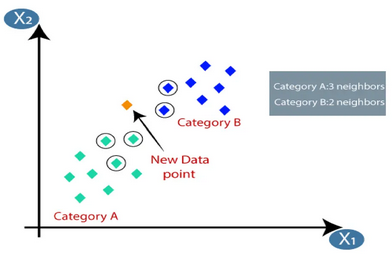 X2
Category A:3 neighbors
Category B:2 neighbors
Category B
New Data
point
Category A
X1